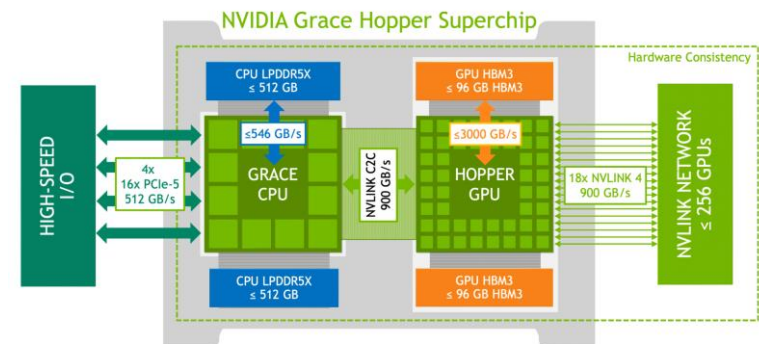 NVIDIA Grace Hopper Superchip
Hardware Consistency
HIGH-SPEED
I/O
4x
16x PCIe-5
512 GB/s
CPU LPDDR5X
≤ 512 GB
≤546 GB/s
GRACE
CPU
CPU LPDDR5X
≤ 512 GB
NVLINK C2C
900 GB/s
GPU HBM3
≤ 96 GB HBM3
≤3000 GB/s
HOPPER
GPU
GPU HBM3
≤ 96 GB HBM3
18x NVLINK 4
900 GB/s
NVLINK NETWORK
≤ 256 GPUs